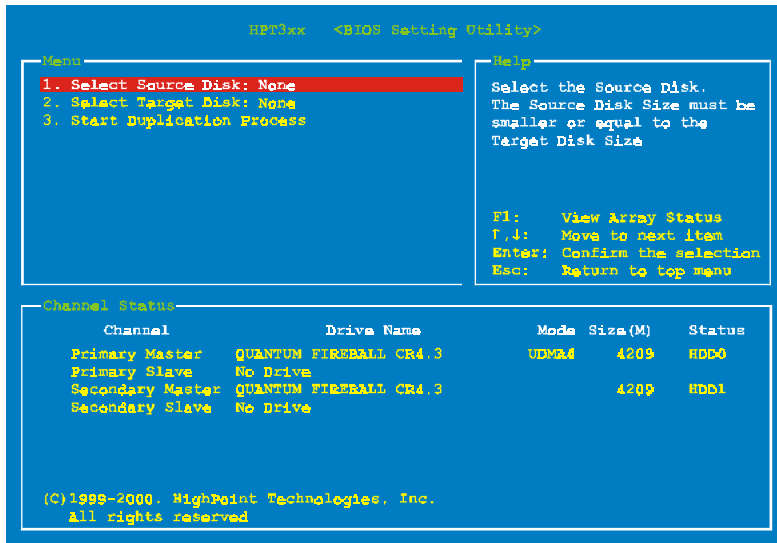 HPT3xx <BIOS Setting Utility>
Menu
1. Select Source Disk: None
2. Select Target Disk: None
3. Start Duplication Process
Help
Select the Source Disk.
The Source Disk Size must be
smaller or equal to the
Target Disk Size
F1: View Array Status
↑,↓: Move to next item
Enter: Confirm the selection
Esc: Return to top menu
Channel Status
Channel Drive Name Mode Size(M) Status
Primary Master QUANTUM FIREBALL CR4.3 UDMA4 4209 HDD0
Primary Slave No Drive
Secondary Master QUANTUM FIREBALL CR4.3 4209 HDD1
Secondary Slave No Drive
(C)1999-2000. HighPoint Technologies, Inc.
All rights reserved